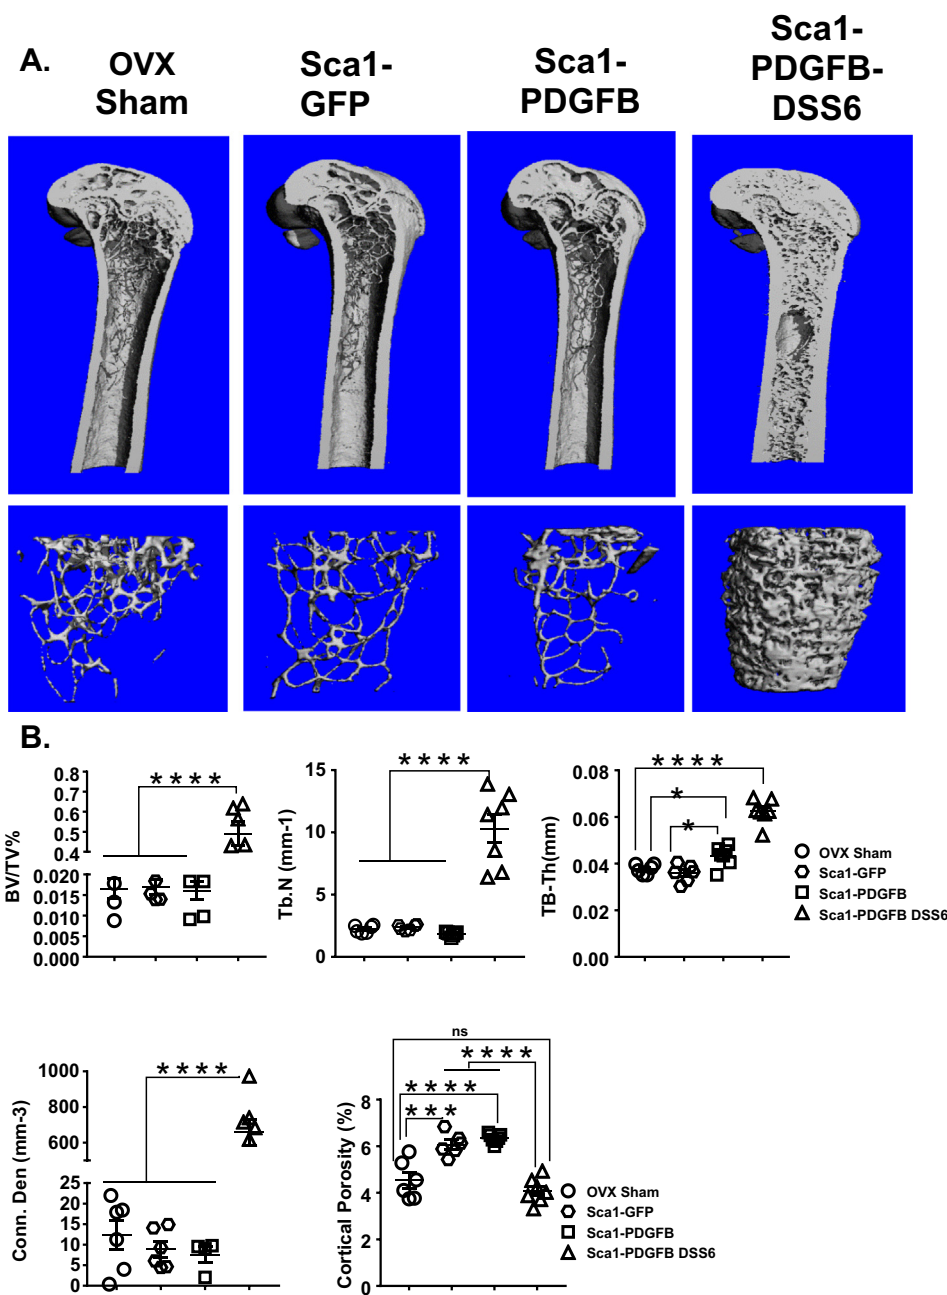 A.
OVX
Sham
Sca1-
GFP
Sca1-
PDGFB
Sca1-
PDGFB-
DSS6
B.
BV/TV%
0.8
0.7
0.6
0.5
0.4
0.020
0.015
0.010
0.005
0.000
* * * *
Tb.N (mm-1)
15
10
5
0
* * * *
TB-Th(mm)
0.08
0.06
0.04
0.02
0.00
* * * *
*
*
OVX Sham
Sca1-GFP
Sca1-PDGFB
Sca1-PDGFB DSS6
Conn. Den (mm-3)
1000
800
600
25
20
15
10
5
0
* * * *
Cortical Porosity (%)
8
6
4
2
0
ns
* * * *
* * * *
* * *
OVX Sham
Sca1-GFP
Sca1-PDGFB
Sca1-PDGFB DSS6